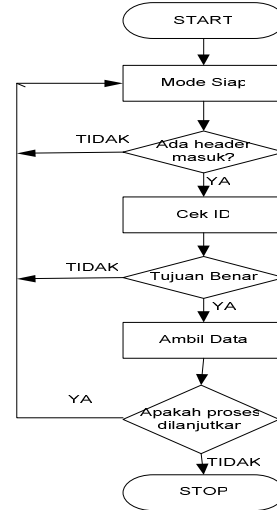 START
Mode Siap
TIDAK
Ada header
masuk?
YA
Cek ID
TIDAK
Tujuan Benar
YA
Ambil Data
YA
Apakah proses
dilanjutkar
TIDAK
STOP